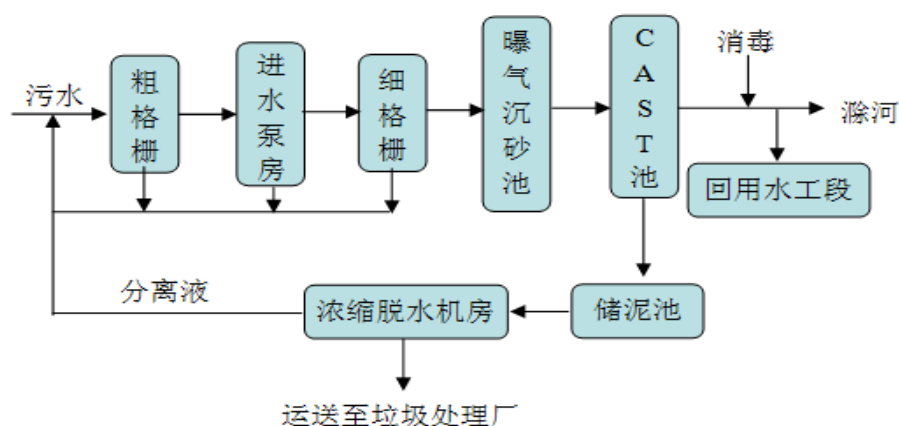 污水
粗格栅
进水泵房
细格栅
曝气沉砂池
CAST池
消毒
滁河
回用水工段
分离液
浓缩脱水机房
储泥池
运送至垃圾处理厂